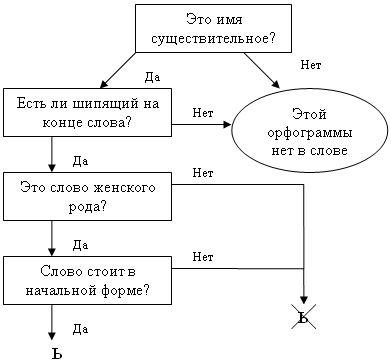 Это имя
существительное?
Да
Нет
Есть ли шипящий на
конце слова?
Нет
Этой
орфограммы
нет в слове
Да
Это слово женского
рода?
Нет
Да
Слово стоит в
начальной форме?
Нет
Да
Ь
Ь